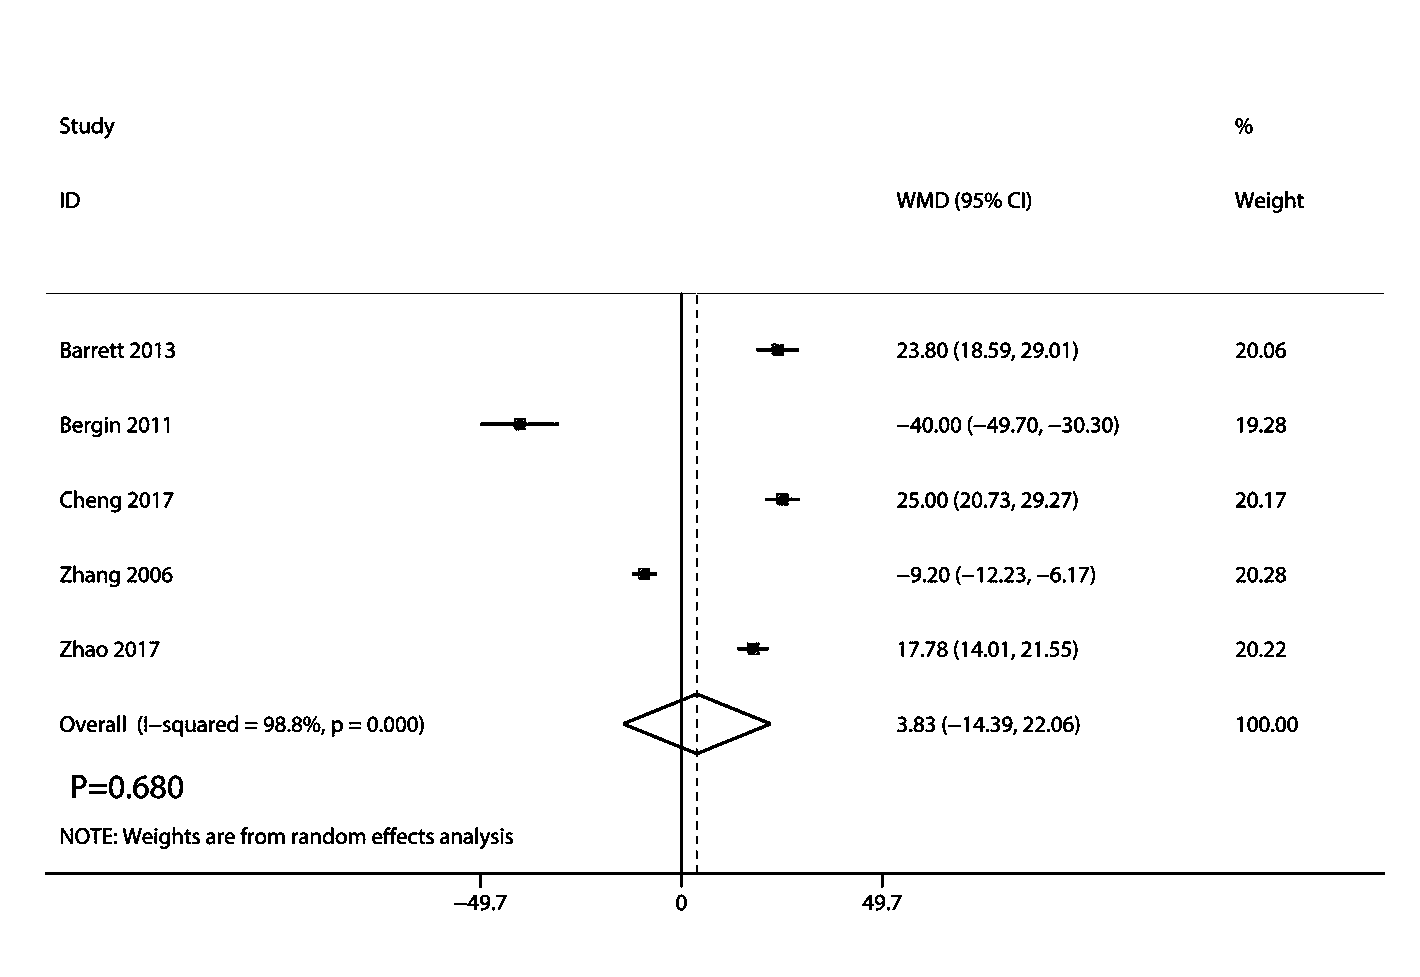 Study %
ID WMD (95% CI) Weight
Barrett 2013 23.80 (18.59, 29.01) 20.06
Bergin 2011 −40.00 (−49.70, −30.30) 19.28
Cheng 2017 25.00 (20.73, 29.27) 20.17
Zhang 2006 −9.20 (−12.23, −6.17) 20.28
Zhao 2017 17.78 (14.01, 21.55) 20.22
Overall (I−squared = 98.8%, p = 0.000) 3.83 (−14.39, 22.06) 100.00
P=0.680
NOTE: Weights are from random effects analysis
−49.7 0 49.7